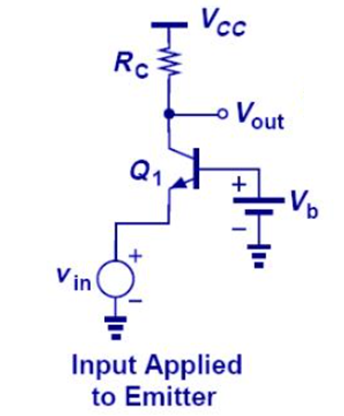 VCC
RC
Vout
Q1
+
Vb
−
+
vin
−
Input Applied
to Emitter